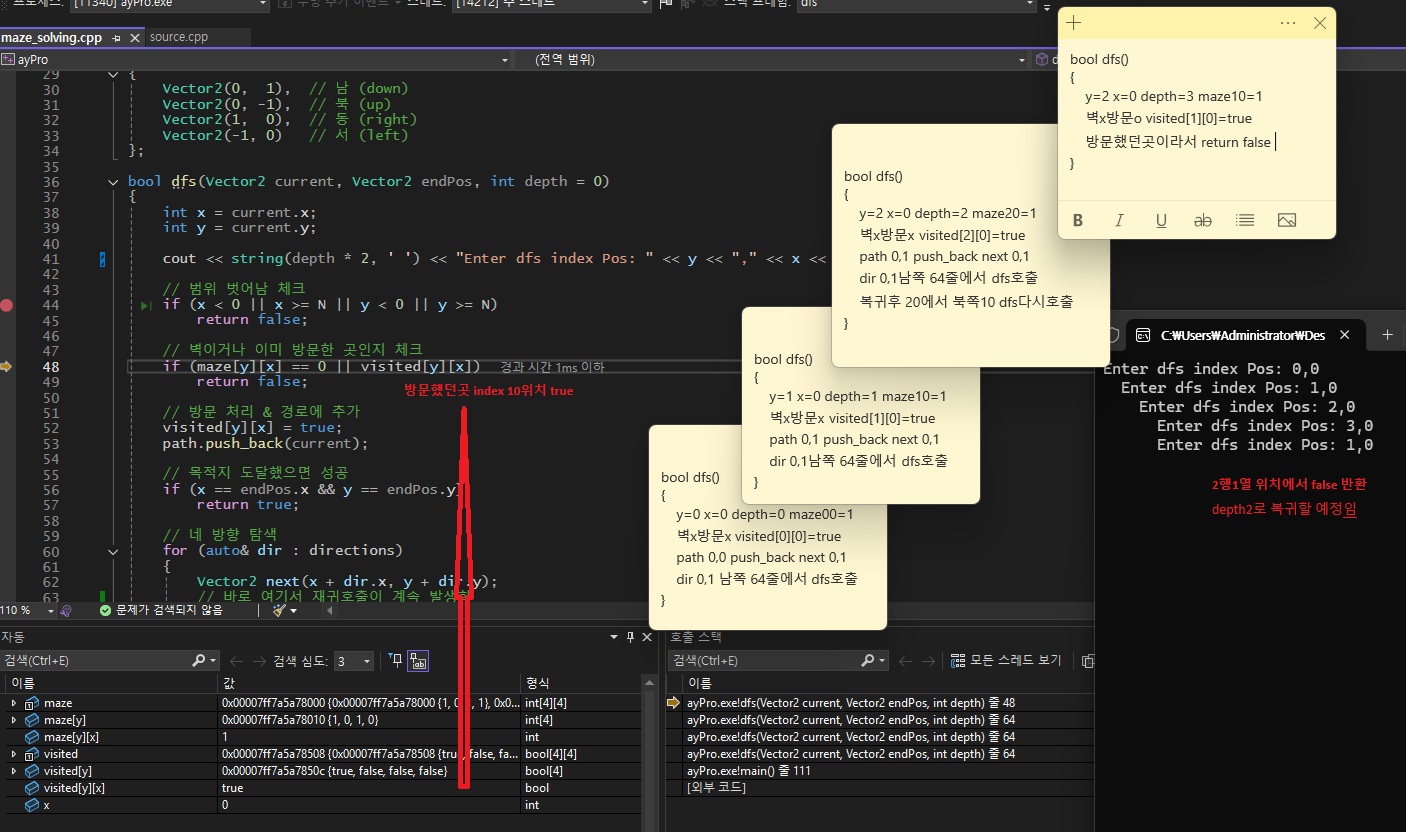 프로세스: [11340] ayPro.exe
수명 주기 이벤트
스레드: [14212] 주 스레드
스택 프레임: dfs
maze_solving.cpp
source.cpp
ayPro
(전역 범위)
29 {
30 Vector2(0, 1), // 남 (down)
31 Vector2(0, -1), // 북 (up)
32 Vector2(1, 0), // 동 (right)
33 Vector2(-1, 0) // 서 (left)
34 };
35
36 bool dfs(Vector2 current, Vector2 endPos, int depth = 0)
37 {
38 int x = current.x;
39 int y = current.y;
40
41 cout << string(depth * 2, ' ') << "Enter dfs index Pos: " << y << "," << x <<
42
43 // 범위 벗어남 체크
44 if (x < 0 || x >= N || y < 0 || y >= N)
45 return false;
46
47 // 벽이거나 이미 방문한 곳인지 체크
48 if (maze[y][x] == 0 || visited[y][x]) 경과 시간 1ms 이하
49 return false;
방문했던곳 index 10위치 true
50
51 // 방문 처리 & 경로에 추가
52 visited[y][x] = true;
53 path.push_back(current);
54
55 // 목적지 도달했으면 성공
56 if (x == endPos.x && y == endPos.y)
57 return true;
58
59 // 네 방향 탐색
60 for (auto& dir : directions)
61 {
62 Vector2 next(x + dir.x, y + dir.y);
63 // 바로 여기서 재귀호출이 계속 발생함
110 %
문제가 검색되지 않음
bool dfs()
{
y=2 x=0 depth=3 maze10=1
벽x방문o visited[1][0]=true
방문했던곳이라서 return false
}
B I U ab
bool dfs()
{
y=2 x=0 depth=2 maze20=1
벽x방문x visited[2][0]=true
path 0,1 push_back next 0,1
dir 0,1남쪽 64줄에서 dfs호출
복귀후 20에서 북쪽10 dfs다시호출
}
bool dfs()
{
y=1 x=0 depth=1 maze10=1
벽x방문x visited[1][0]=true
path 0,1 push_back next 0,1
dir 0,1남쪽 64줄에서 dfs호출
}
bool dfs()
{
y=0 x=0 depth=0 maze00=1
벽x방문x visited[0][0]=true
path 0,0 push_back next 0,1
dir 0,1 남쪽 64줄에서 dfs호출
}
C:₩Users₩Administrator₩Des
Enter dfs index Pos: 0,0
Enter dfs index Pos: 1,0
Enter dfs index Pos: 2,0
Enter dfs index Pos: 3,0
Enter dfs index Pos: 1,0
2행1열 위치에서 false 반환
depth2로 복귀할 예정임
자동
검색(Ctrl+E)
검색 심도: 3
이름 값 형식
maze 0x00007ff7a5a78000 {0x00007ff7a5a78000 {1, 0, 1, 1}, 0x0... int[4][4]
maze[y] 0x00007ff7a5a78010 {1, 0, 1, 0} int[4]
maze[y][x] 1 int
visited 0x00007ff7a5a78508 {0x00007ff7a5a78508 {true, false, fa... bool[4][4]
visited[y] 0x00007ff7a5a7850c {true, false, false, false} bool[4]
visited[y][x] true bool
x 0 int
호출 스택
검색(Ctrl+E)
모든 스레드 보기
이름
ayPro.exe!dfs(Vector2 current, Vector2 endPos, int depth) 줄 48
ayPro.exe!dfs(Vector2 current, Vector2 endPos, int depth) 줄 64
ayPro.exe!dfs(Vector2 current, Vector2 endPos, int depth) 줄 64
ayPro.exe!dfs(Vector2 current, Vector2 endPos, int depth) 줄 64
ayPro.exe!main() 줄 111
[외부 코드]